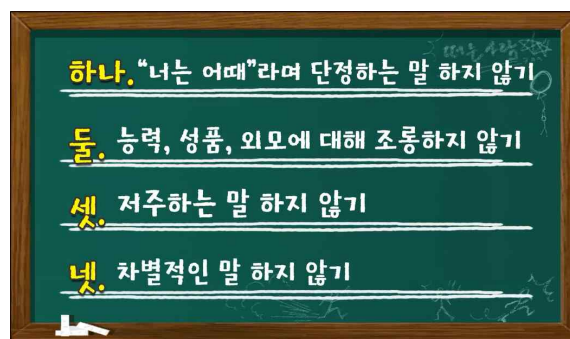 하나. “너는 어때”라며 단정하는 말 하지 않기
둘. 능력, 성품, 외모에 대해 조롱하지 않기
셋. 저주하는 말 하지 않기
넷. 차별적인 말 하지 않기